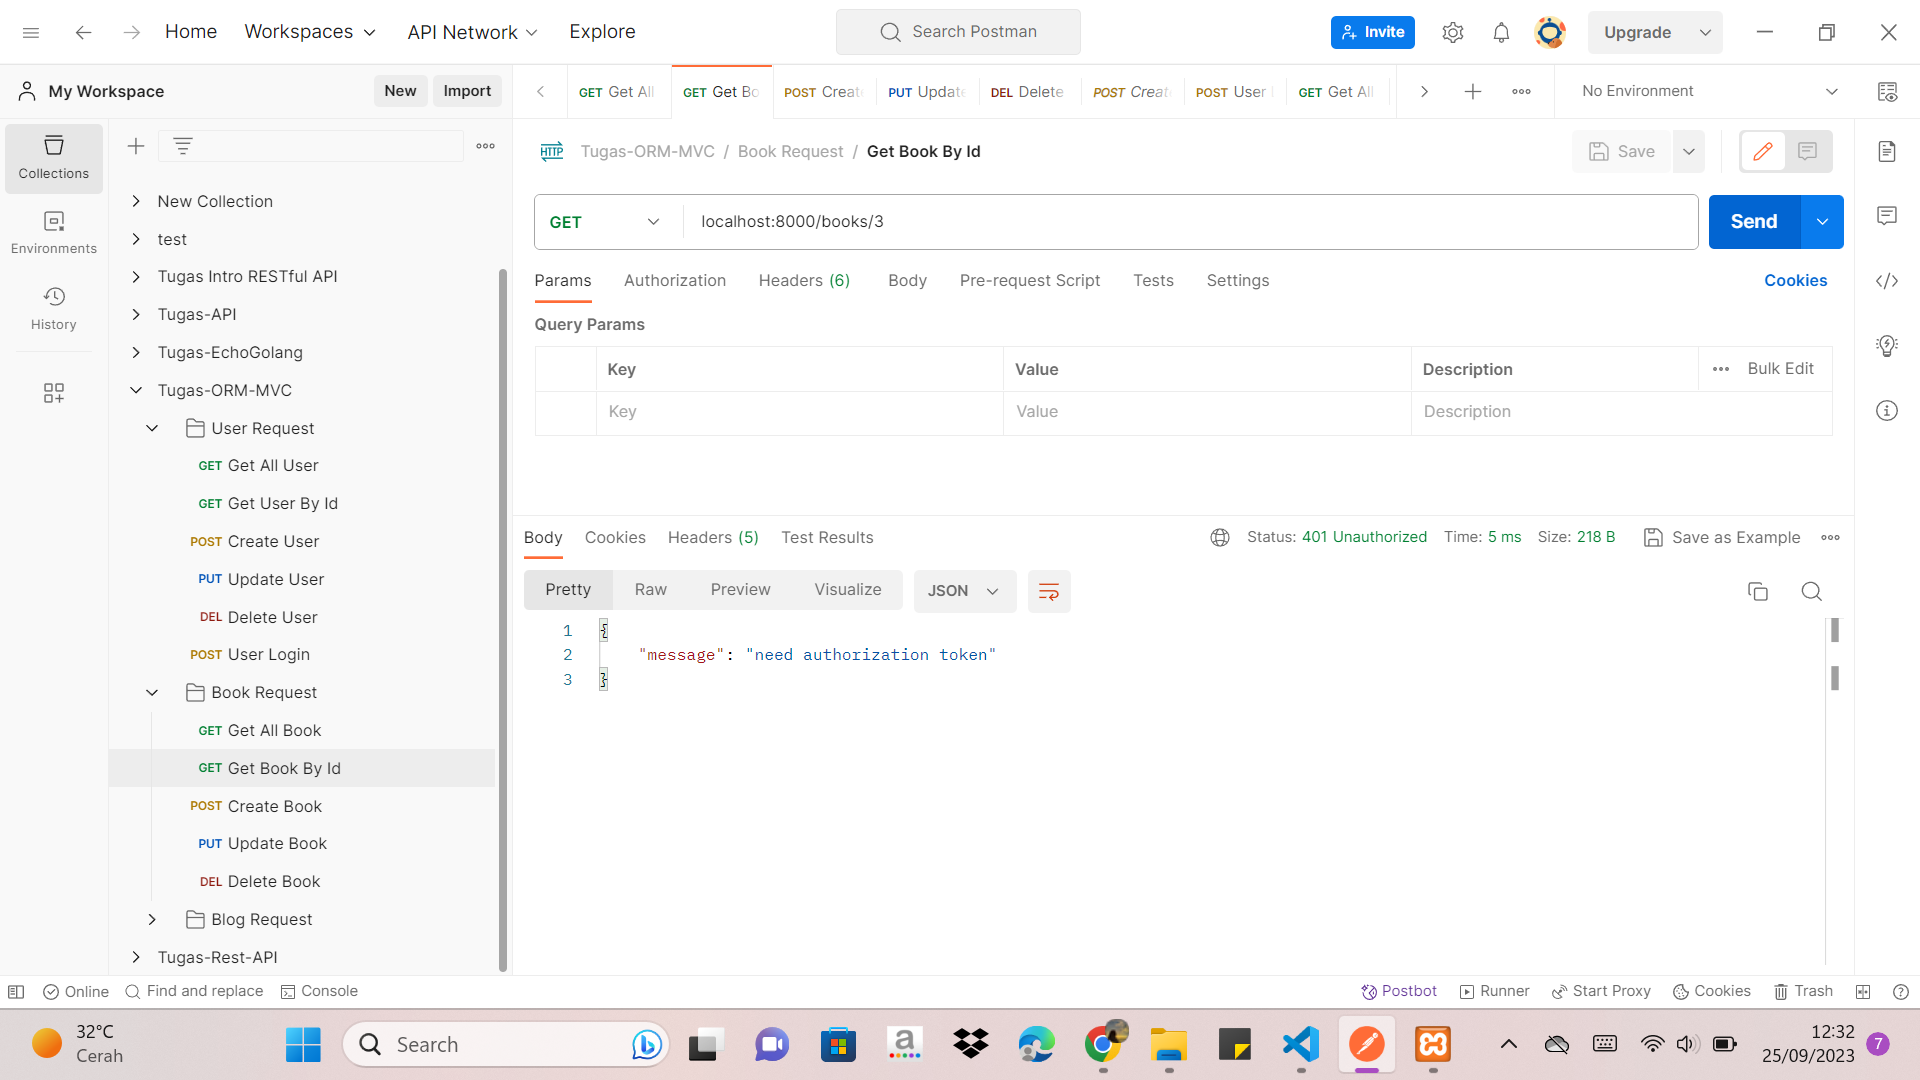 Home
Workspaces
API Network
Explore
Search Postman
Invite
Upgrade
My Workspace
New
Import
GET Get All
GET Get Bo
POST Creat
PUT Updat
DEL Delete
POST Creat
POST User
GET Get All
No Environment
Collections
Environments
History
New Collection
test
Tugas Intro RESTful API
Tugas-API
Tugas-EchoGolang
Tugas-ORM-MVC
User Request
GET Get All User
GET Get User By Id
POST Create User
PUT Update User
DEL Delete User
POST User Login
Book Request
GET Get All Book
GET Get Book By Id
POST Create Book
PUT Update Book
DEL Delete Book
Blog Request
Tugas-Rest-API
HTTP Tugas-ORM-MVC / Book Request / Get Book By Id
Save
GET localhost:8000/books/3
Send
Params Authorization Headers (6) Body Pre-request Script Tests Settings
Cookies
Query Params
Key Value Description Bulk Edit
Key Value Description
Body Cookies Headers (5) Test Results
Status: 401 Unauthorized Time: 5 ms Size: 218 B
Save as Example
Pretty Raw Preview Visualize JSON
1 {
2 "message": "need authorization token"
3 }
Online
Find and replace
Console
Postbot
Runner
Start Proxy
Cookies
Trash
32°C
Cerah
Search
a
12:32
25/09/2023
7